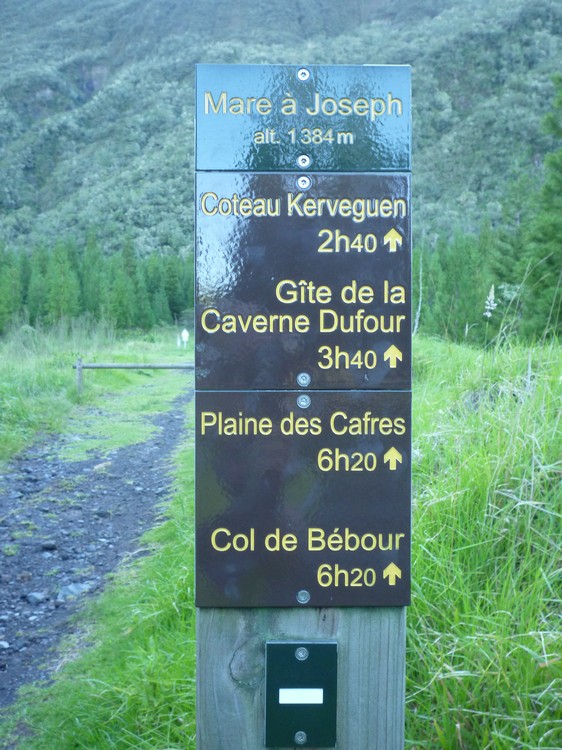 Mare à Joseph
alt. 1384m
Coteau Kerveguen
2h40
Gîte de la
Caverne Dufour
3h40
Plaine des Cafres
6h20
Col de Bébour
6h20